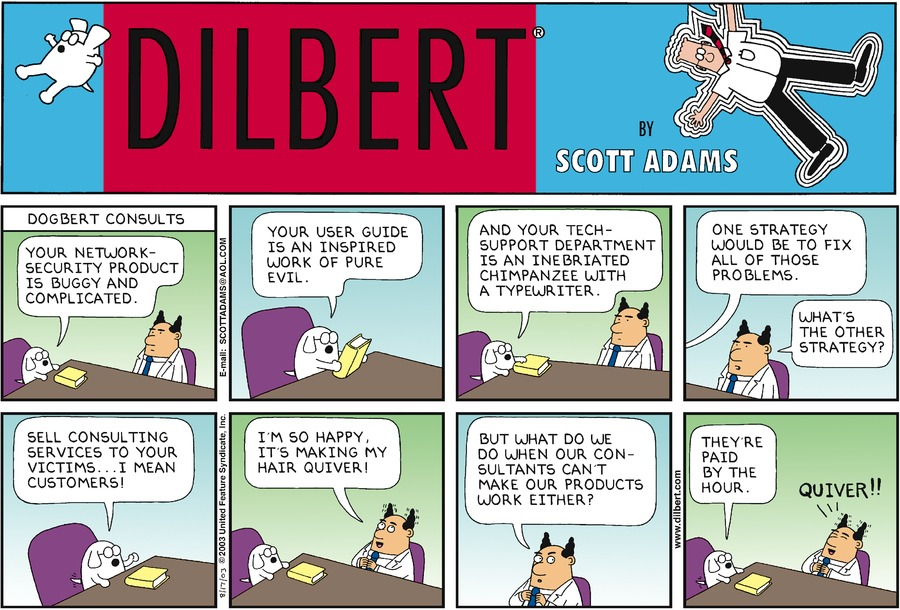 DILBERT®
BY
SCOTT ADAMS
DOGBERT CONSULTS
YOUR NETWORK-
SECURITY PRODUCT
IS BUGGY AND
COMPLICATED.
E-mail: SCOTTADAMS@AOL.COM
YOUR USER GUIDE
IS AN INSPIRED
WORK OF PURE
EVIL.
AND YOUR TECH-
SUPPORT DEPARTMENT
IS AN INEBRIATED
CHIMPANZEE WITH
A TYPEWRITER.
ONE STRATEGY
WOULD BE TO FIX
ALL OF THOSE
PROBLEMS.
WHAT'S
THE OTHER
STRATEGY?
SELL CONSULTING
SERVICES TO YOUR
VICTIMS...I MEAN
CUSTOMERS!
8/17/03 ©2003 United Feature Syndicate, Inc.
I'M SO HAPPY,
IT'S MAKING MY
HAIR QUIVER!
BUT WHAT DO WE
DO WHEN OUR CON-
SULTANTS CAN'T
MAKE OUR PRODUCTS
WORK EITHER?
www.dilbert.com
THEY'RE
PAID
BY THE
HOUR.
QUIVER!!